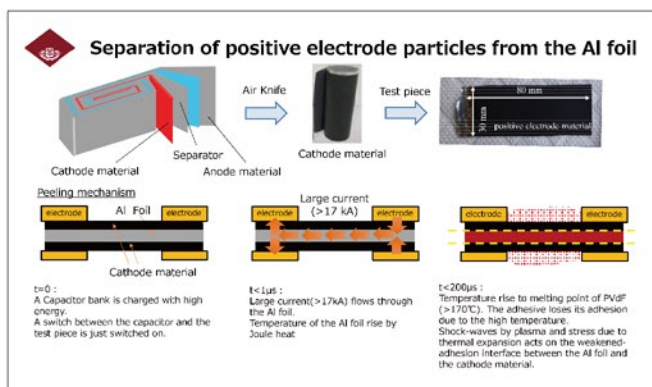 Separation of positive electrode particles from the Al foil
Air Knife
Test piece
80 mm
30 mm
positive electrode material
Cathode material
Separator
Anode material
Cathode material
Peeling mechanism
electrode
Al Foil
electrode
Cathode material
Large current
(>17 kA)
electrode
electrode
electrode
electrode
t=0 :
A Capacitor bank is charged with high
energy.
A switch between the capacitor and the
test piece is just switched on.
t<1μs :
Large current(>17kA) flows through
the Al foil.
Temperature of the Al foil rise by
Joule heat
t<200μs :
Temperature rise to melting point of PVdF
(>170℃). The adhesive loses its adhesion
due to the high temperature.
Shock-waves by plasma and stress due to
thermal expansion acts on the weakened-
adhesion interface between the Al foil and
the cathode material.